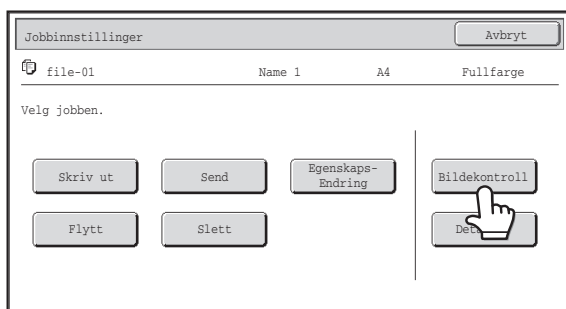 Jobbinnstillinger Avbryt
file-01 Name 1 A4 Fullfarge
Velg jobben.
Skriv ut Send Egenskaps-Endring Bildekontroll
Flytt Slett